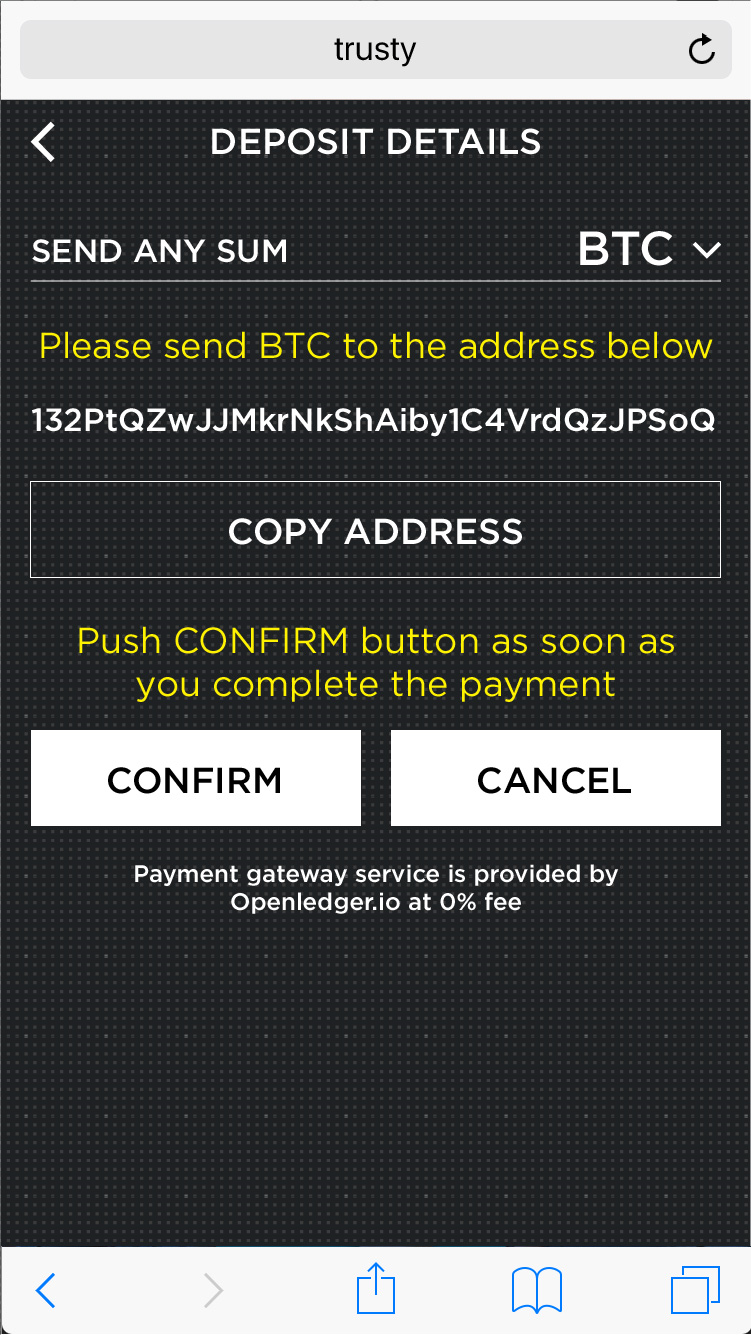 trusty
DEPOSIT DETAILS
SEND ANY SUM BTC
Please send BTC to the address below
132PtQZwJJMkrNkShAiby1C4VrdQzJPSoQ
COPY ADDRESS
Push CONFIRM button as soon as
you complete the payment
CONFIRM CANCEL
Payment gateway service is provided by
Openledger.io at 0% fee